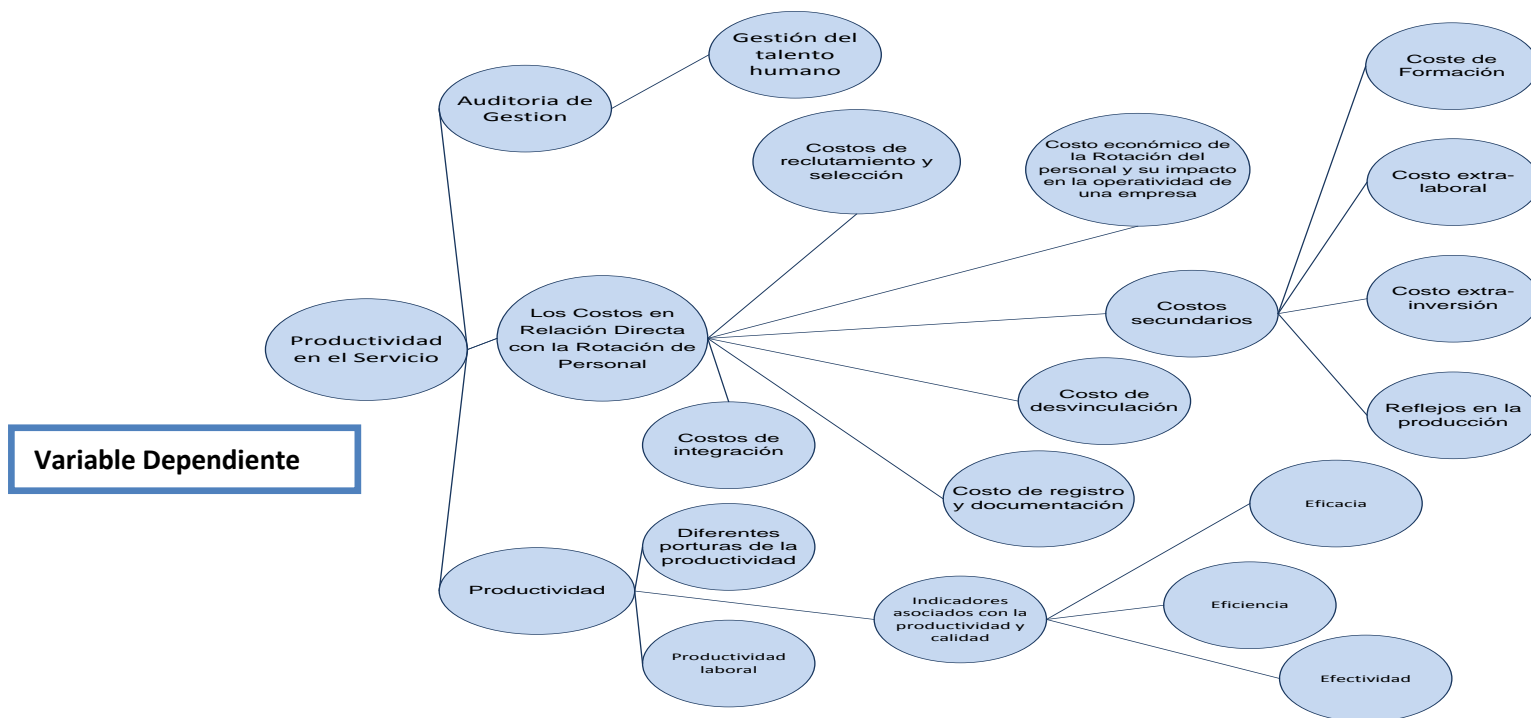 Gestión del
talento
humano
Auditoria de
Gestion
Coste de
Formación
Costos de
reclutamiento y
selección
Costo económico de
la Rotación del
personal y su impacto
en la operatividad de
una empresa
Costo extra-
laboral
Productividad
en el Servicio
Los Costos en
Relación Directa
con la Rotación de
Personal
Costos
secundarios
Costo extra-
inversión
Costo de
desvinculación
Reflejos en la
producción
Variable Dependiente
Costos de
integración
Costo de registro
y documentación
Eficacia
Diferentes
porturas de la
productividad
Productividad
Indicadores
asociados con la
productividad y
calidad
Eficiencia
Productividad
laboral
Efectividad